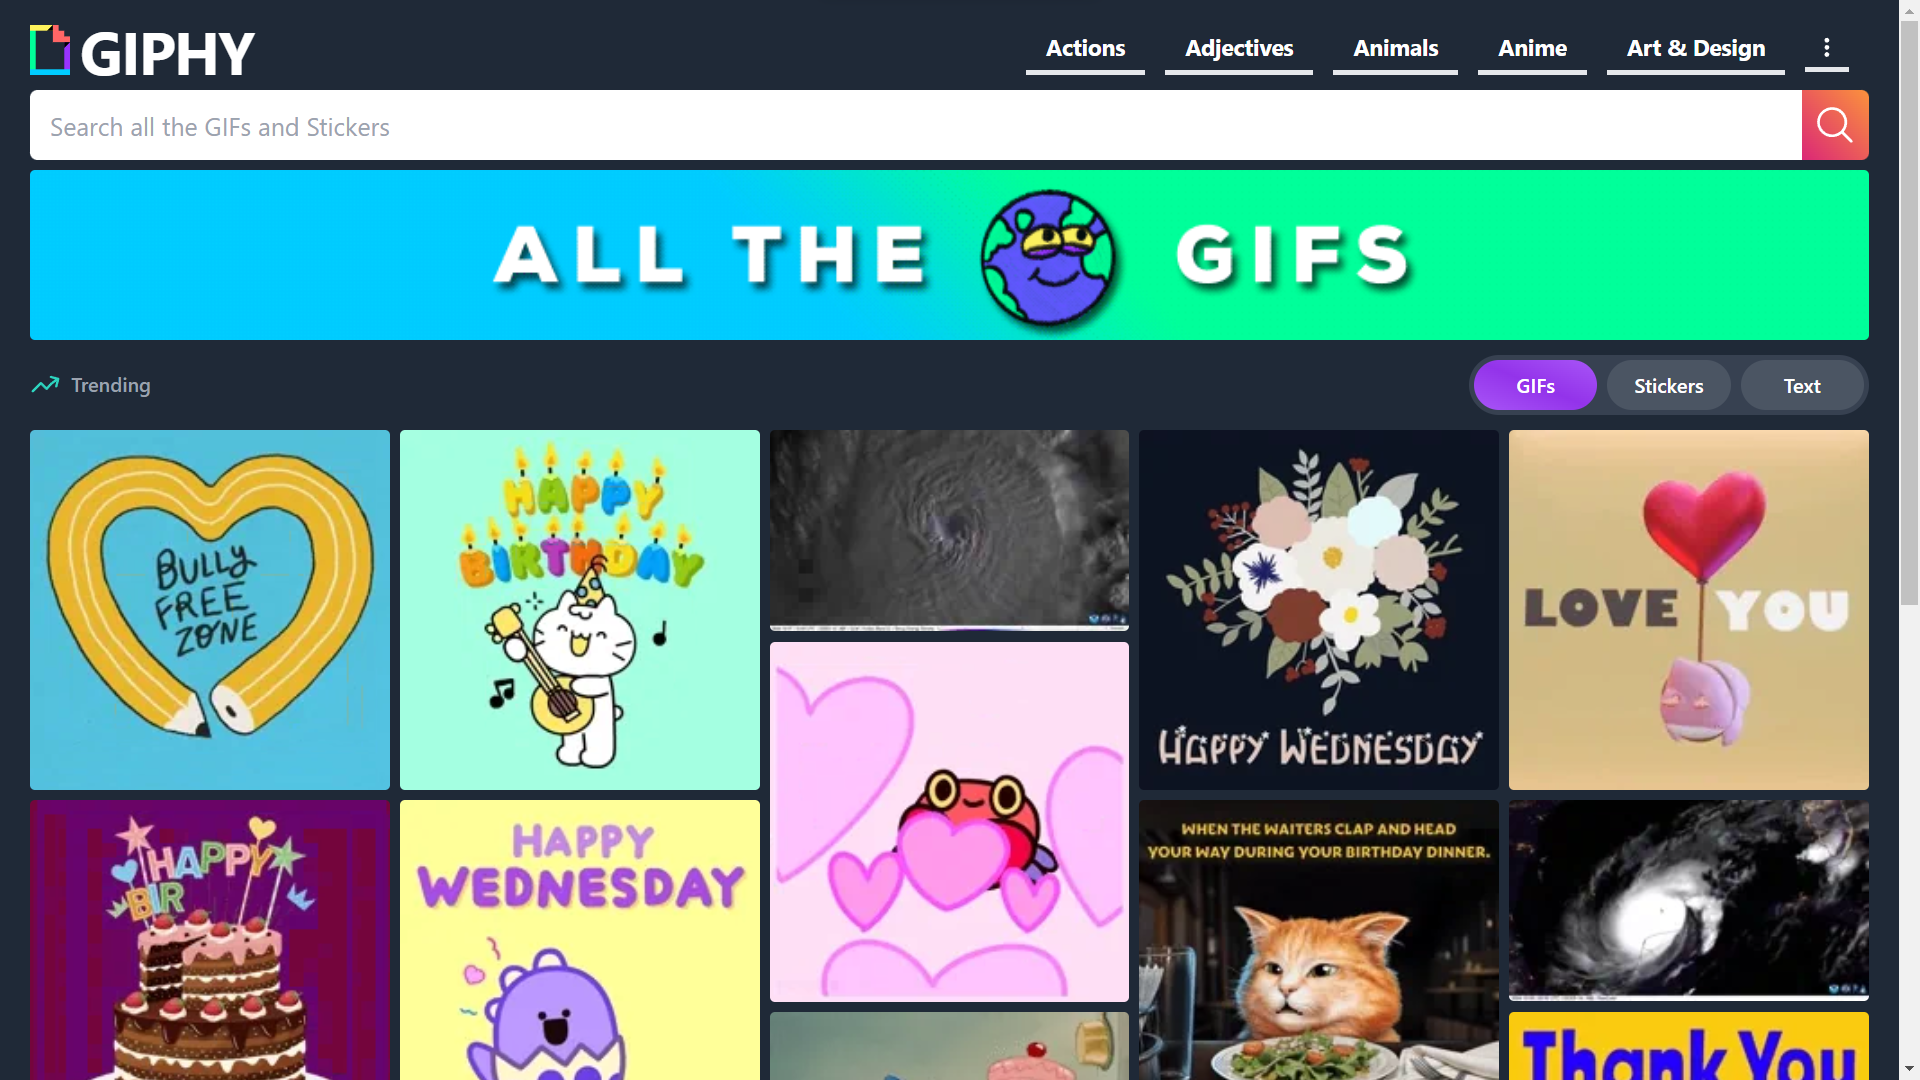 GIPHY
Actions
Adjectives
Animals
Anime
Art & Design
Search all the GIFs and Stickers
ALL THE GIFS
Trending
GIFs
Stickers
Text
BULLY
FREE
ZONE
HAPPY
BIRTHDAY
HAPPY WEDNESDAY
LOVE YOU
HAPPY
BIR
HAPPY
WEDNESDAY
WHEN THE WAITERS CLAP AND HEAD
YOUR WAY DURING YOUR BIRTHDAY DINNER.
Thank You